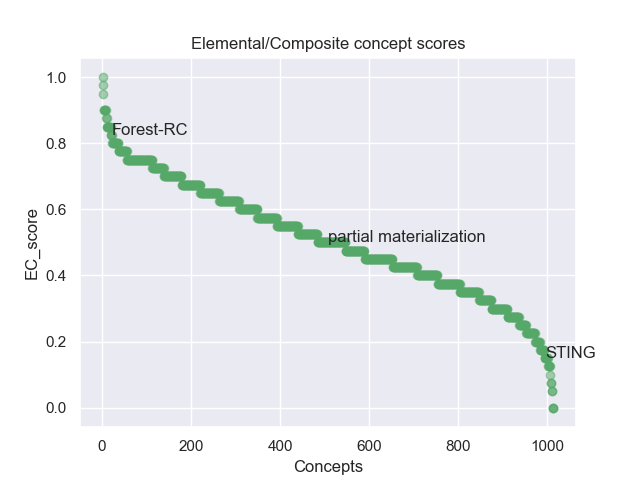 Elemental/Composite concept scores
1.0
0.8
0.6
0.4
0.2
0.0
EC_score
Forest-RC
partial materialization
STING
0
200
400
600
800
1000
Concepts